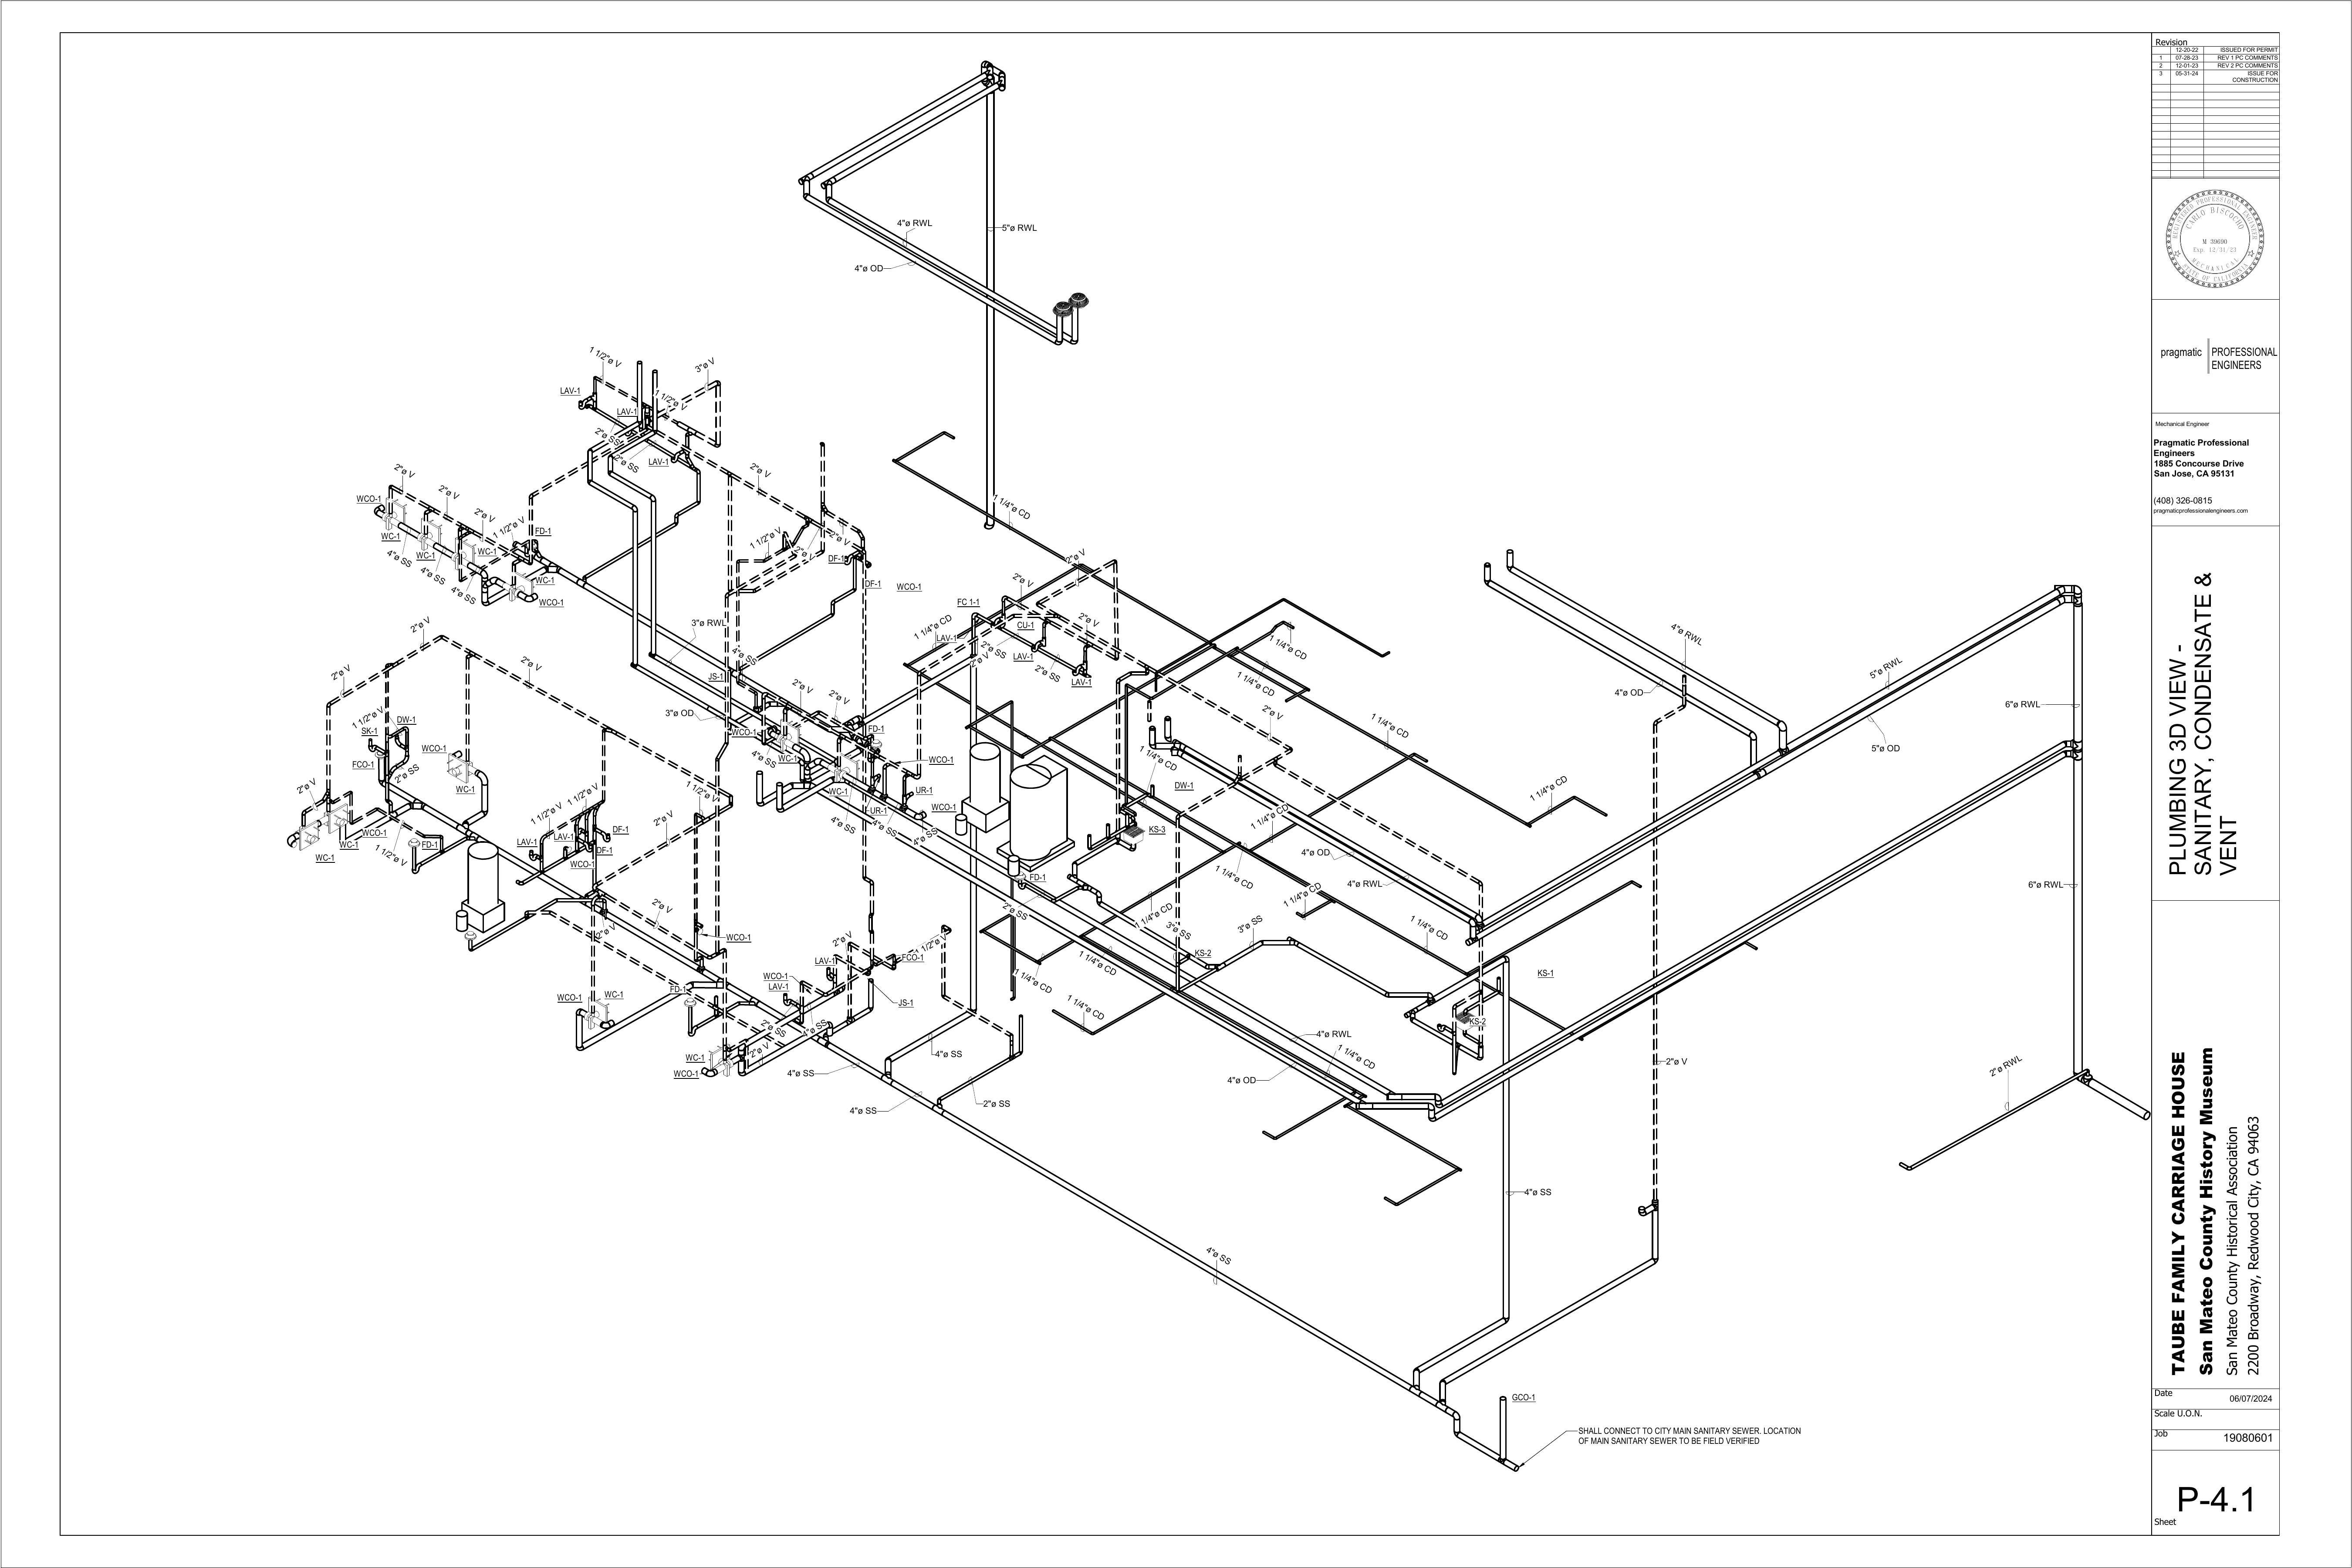 4"ø RWL
5"ø RWL
4"ø OD
1 1/2"ø V
3"ø V
LAV-1
1 1/2"ø V
LAV-1
2"ø SS
2"ø SS
LAV-1
2"ø V
2"ø V
2"ø V
WCO-1
2"ø V
1 1/2"ø V
FD-1
WC-1
WC-1
WC-1
4"ø SS
4"ø SS
4"ø SS
WC-1
WCO-1
1 1/4"ø CD
1 1/2"ø V
2"ø V
2"ø V
DF-1
DF-1
WCO-1
2"ø V
2"ø V
FC 1-1
1 1/4"ø CD
LAV-1
CU-1
2"ø V
2"ø SS
LAV-1
2"ø SS
LAV-1
2"ø V
3"ø RWL
4"ø SS
JS-1
2"ø V
2"ø V
3"ø OD
WCO-1
FD-1
4"ø SS
WC-1
WCO-1
WC-1
UR-1
UR-1
WCO-1
4"ø SS
4"ø SS
4"ø SS
2"ø V
2"ø V
2"ø V
1 1/2"ø V
DW-1
SK-1
WCO-1
FCO-1
2"ø SS
WC-1
2"ø V
WCO-1
WC-1
WC-1
1 1/2"ø V
FD-1
1 1/2"ø V
1 1/2"ø V
LAV-1
LAV-1
DF-1
DF-1
WCO-1
1 1/2"ø V
2"ø V
2"ø V
2"ø V
WCO-1
2"ø V
1 1/2"ø V
LAV-1
FCO-1
WCO-1
LAV-1
FD-1
WCO-1
WC-1
JS-1
2"ø SS
4"ø SS
2"ø V
WC-1
WCO-1
4"ø SS
4"ø SS
4"ø SS
2"ø SS
1 1/4"ø CD
1 1/4"ø CD
1 1/4"ø CD
2"ø V
1 1/4"ø CD
DW-1
1 1/4"ø CD
1 1/4"ø CD
KS-3
4"ø OD
4"ø RWL
1 1/4"ø CD
FD-1
2"ø SS
1 1/4"ø CD
1 1/4"ø CD
3"ø SS
3"ø SS
1 1/4"ø CD
KS-2
1 1/4"ø CD
1 1/4"ø CD
1 1/4"ø CD
KS-1
KS-2
4"ø RWL
1 1/4"ø CD
4"ø OD
4"ø RWL
4"ø OD
5"ø RWL
5"ø OD
6"ø RWL
6"ø RWL
2"ø V
2"ø RWL
4"ø SS
4"ø SS
GCO-1
SHALL CONNECT TO CITY MAIN SANITARY SEWER. LOCATION
OF MAIN SANITARY SEWER TO BE FIELD VERIFIED
Revision
12-20-22 ISSUED FOR PERMIT
1 07-28-23 REV 1 PC COMMENTS
2 12-01-23 REV 2 PC COMMENTS
3 05-31-24 ISSUE FOR
CONSTRUCTION
REGISTERED PROFESSIONAL ENGINEER
CARLO BISCOCHO
MECHANICAL
STATE OF CALIFORNIA
pragmatic PROFESSIONAL
ENGINEERS
Mechanical Engineer
Pragmatic Professional
Engineers
1885 Concourse Drive
San Jose, CA 95131
(408) 326-0815
pragmaticprofessionalengineers.com
PLUMBING 3D VIEW -
SANITARY, CONDENSATE &
VENT
TAUBE FAMILY CARRIAGE HOUSE
San Mateo County History Museum
San Mateo County Historical Association
2200 Broadway, Redwood City, CA 94063
Date 06/07/2024
Scale U.O.N.
Job 19080601
P-4.1
Sheet